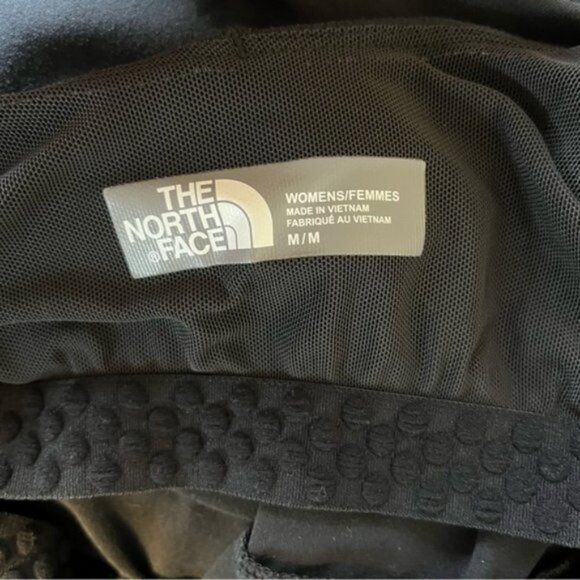 THE
NORTH
®FACE
WOMENS/FEMMES
MADE IN VIETNAM
FABRIQUÉ AU VIETNAM
M/M